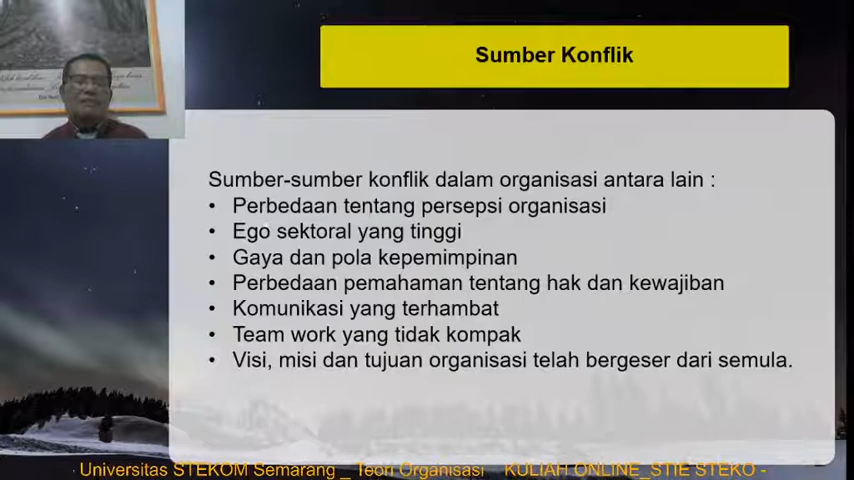 Sumber Konflik
Sumber-sumber konflik dalam organisasi antara lain :
• Perbedaan tentang persepsi organisasi
• Ego sektoral yang tinggi
• Gaya dan pola kepemimpinan
• Perbedaan pemahaman tentang hak dan kewajiban
• Komunikasi yang terhambat
• Team work yang tidak kompak
• Visi, misi dan tujuan organisasi telah bergeser dari semula.
Universitas STEKOM Semarang _ Teori Organisasi KULIAH ONLINE_STIE STEKO -